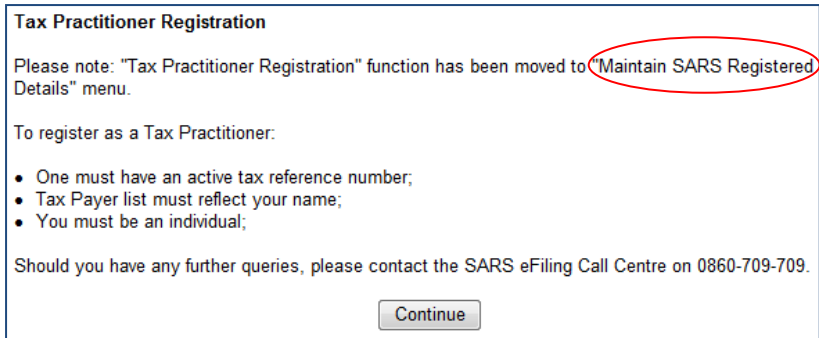 Tax Practitioner Registration
Please note: "Tax Practitioner Registration" function has been moved to "Maintain SARS Registered
Details" menu.
To register as a Tax Practitioner:
• One must have an active tax reference number;
• Tax Payer list must reflect your name;
• You must be an individual;
Should you have any further queries, please contact the SARS eFiling Call Centre on 0860-709-709.
Continue